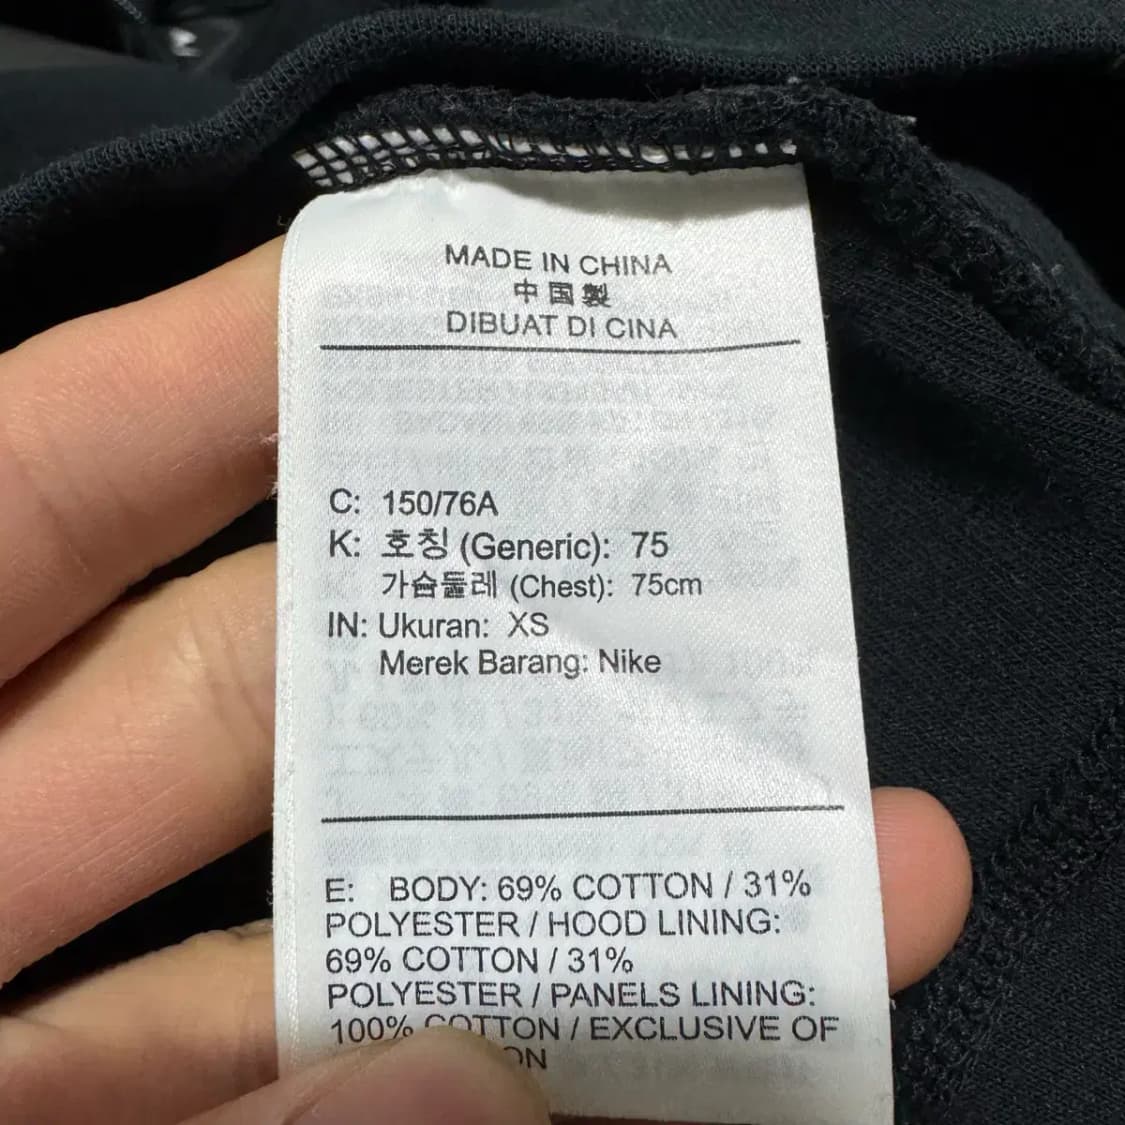 MADE IN CHINA
中国製
DIBUAT DI CINA
C: 150/76A
K: 호칭 (Generic): 75
가슴둘레 (Chest): 75cm
IN: Ukuran: XS
Merek Barang: Nike
E: BODY: 69% COTTON / 31%
POLYESTER / HOOD LINING:
69% COTTON / 31%
POLYESTER / PANELS LINING:
100% COTTON / EXCLUSIVE OF